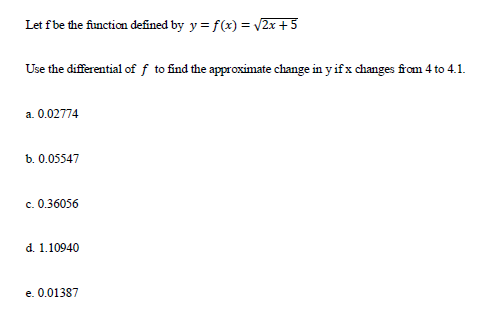 Let f be the function defined by y = f(x) = √2x + 5
Use the differential of f to find the approximate change in y if x changes from 4 to 4.1.
a. 0.02774
b. 0.05547
c. 0.36056
d. 1.10940
e. 0.01387